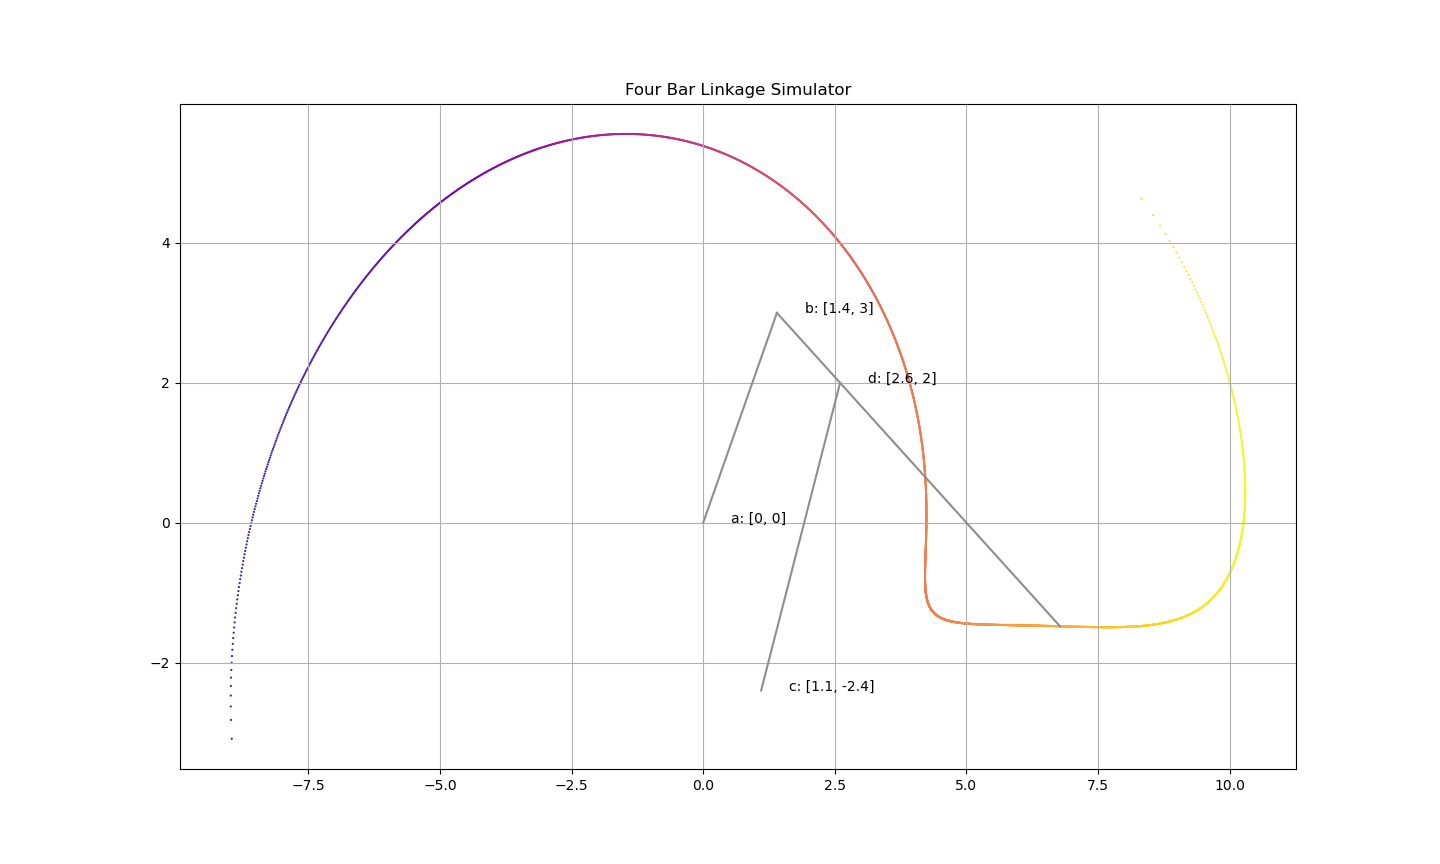 Four Bar Linkage Simulator
4
b: [1.4, 3]
2
d: [2.6, 2]
0
a: [0, 0]
−2
c: [1.1, -2.4]
−7.5 −5.0 −2.5 0.0 2.5 5.0 7.5 10.0